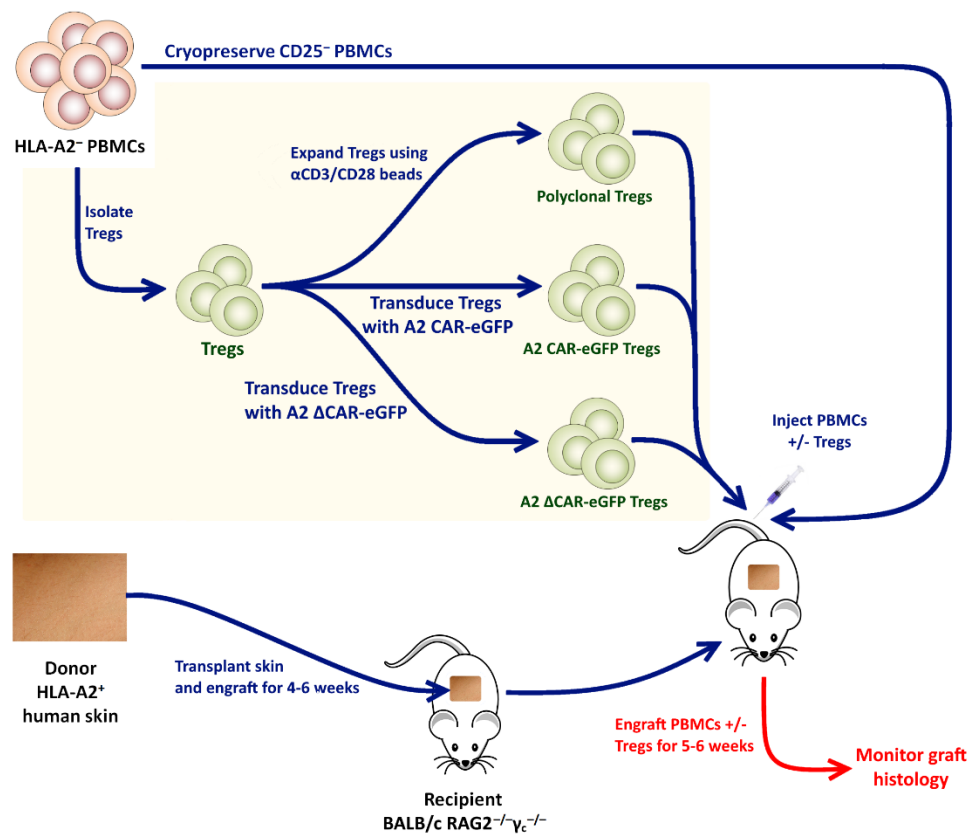 Cryopreserve CD25⁻ PBMCs
HLA-A2⁻ PBMCs
Isolate
Tregs
Expand Tregs using
αCD3/CD28 beads
Polyclonal Tregs
Tregs
Transduce Tregs
with A2 CAR-eGFP
A2 CAR-eGFP Tregs
Transduce Tregs
with A2 ΔCAR-eGFP
A2 ΔCAR-eGFP Tregs
Inject PBMCs
+/- Tregs
Donor
HLA-A2⁺
human skin
Transplant skin
and engraft for 4-6 weeks
Recipient
BALB/c RAG2⁻/⁻γc⁻/⁻
Engraft PBMCs +/-
Tregs for 5-6 weeks
Monitor graft
histology